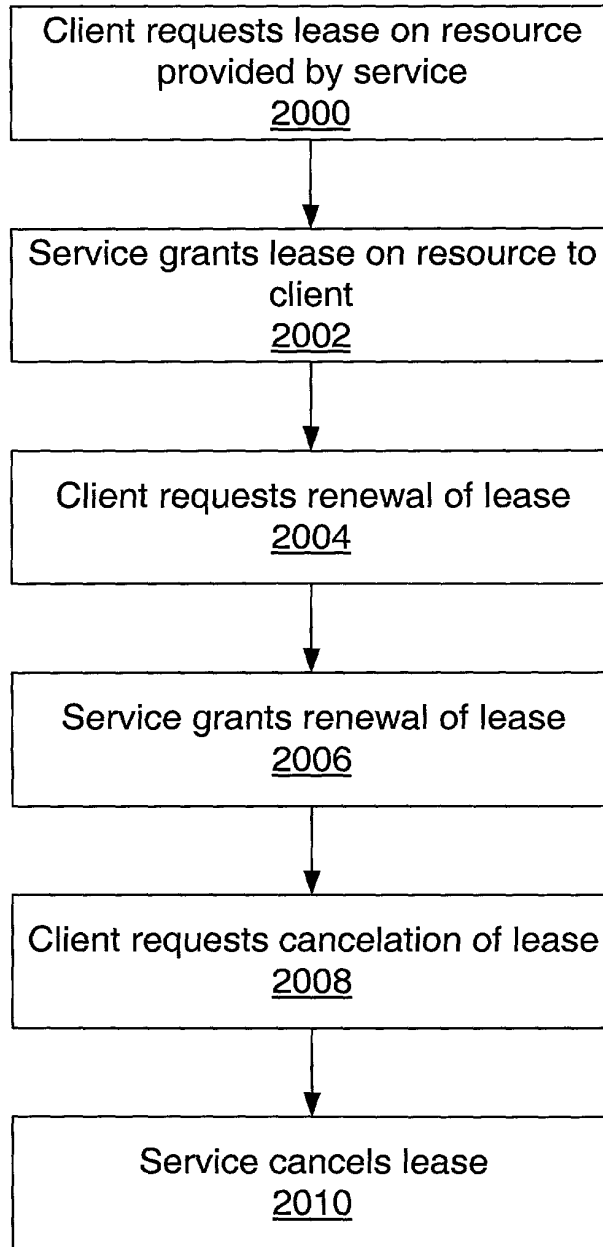 Client requests lease on resource
provided by service
2000
Service grants lease on resource to
client
2002
Client requests renewal of lease
2004
Service grants renewal of lease
2006
Client requests cancelation of lease
2008
Service cancels lease
2010